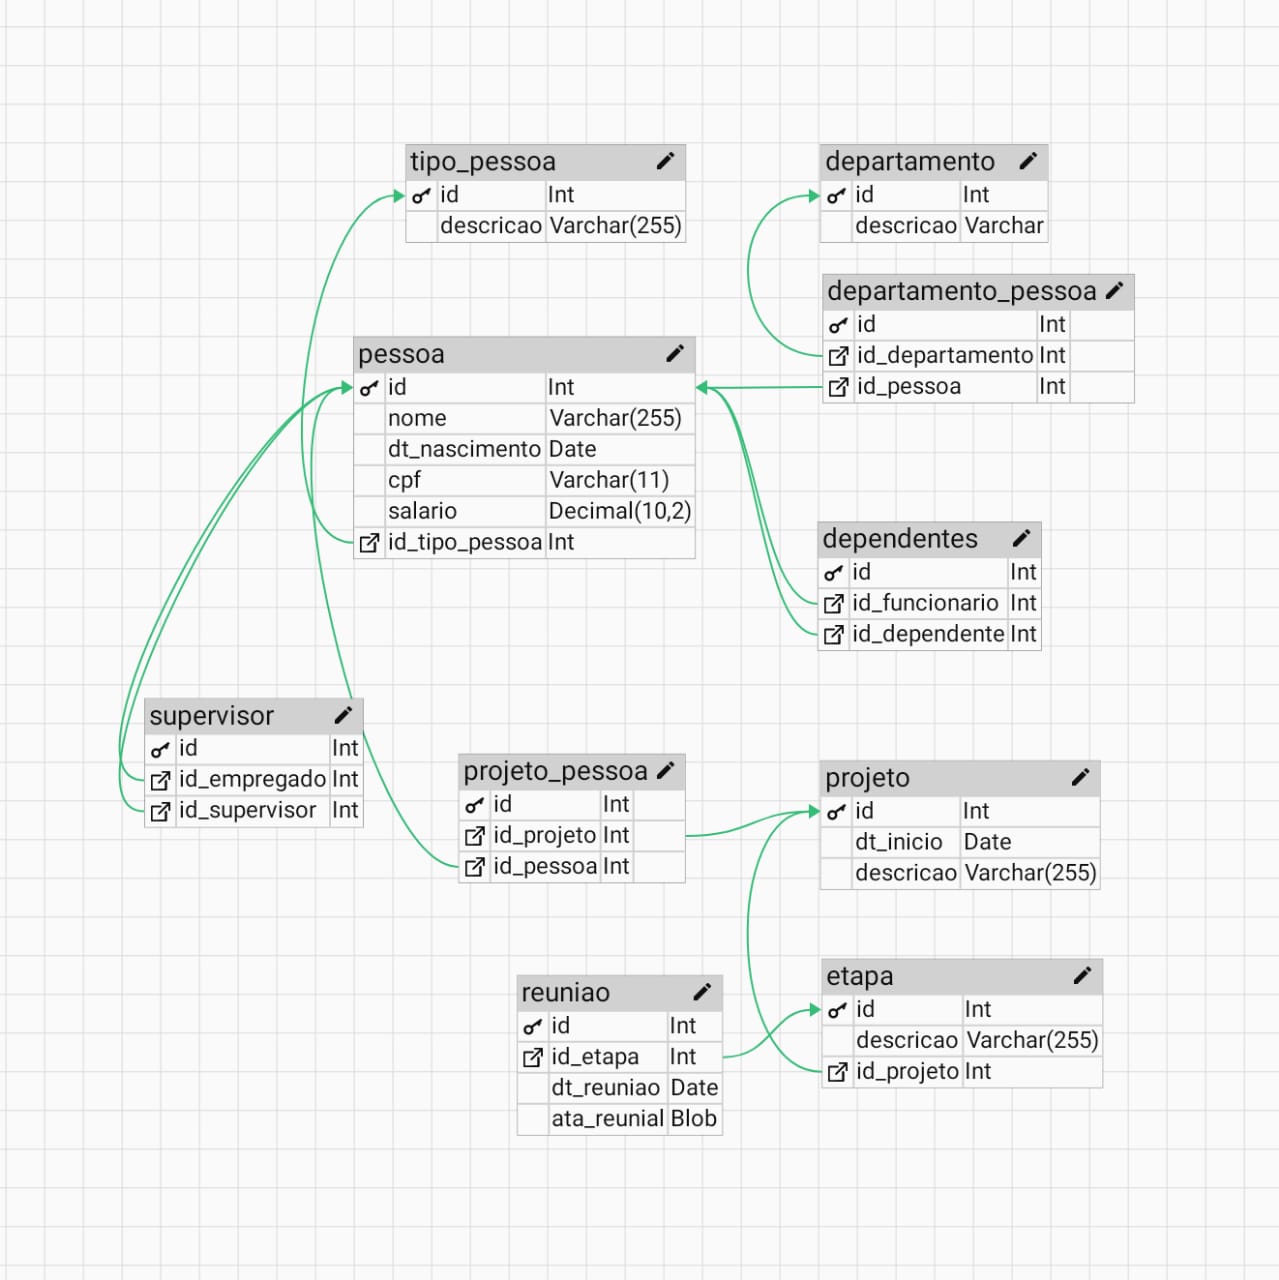 tipo_pessoa
id Int
descricao Varchar(255)
departamento
id Int
descricao Varchar
departamento_pessoa
id Int
id_departamento Int
id_pessoa Int
pessoa
id Int
nome Varchar(255)
dt_nascimento Date
cpf Varchar(11)
salario Decimal(10,2)
id_tipo_pessoa Int
dependentes
id Int
id_funcionario Int
id_dependente Int
supervisor
id Int
id_empregado Int
id_supervisor Int
projeto_pessoa
id Int
id_projeto Int
id_pessoa Int
projeto
id Int
dt_inicio Date
descricao Varchar(255)
reuniao
id Int
id_etapa Int
dt_reuniao Date
ata_reunial Blob
etapa
id Int
descricao Varchar(255)
id_projeto Int